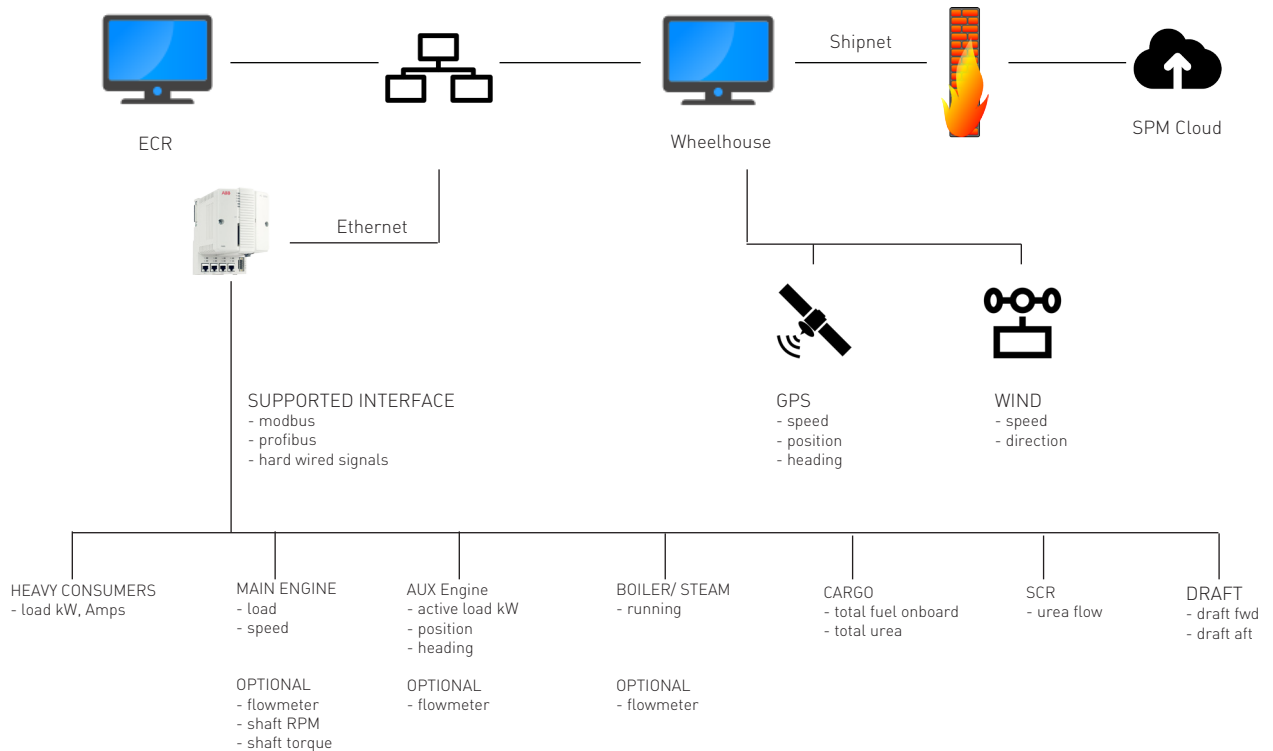 Shipnet
ECR
Wheelhouse
SPM Cloud
ABB
Ethernet
SUPPORTED INTERFACE
- modbus
- profibus
- hard wired signals
GPS
- speed
- position
- heading
WIND
- speed
- direction
HEAVY CONSUMERS
- load kW, Amps
MAIN ENGINE
- load
- speed
OPTIONAL
- flowmeter
- shaft RPM
- shaft torque
AUX Engine
- active load kW
- position
- heading
OPTIONAL
- flowmeter
BOILER/ STEAM
- running
OPTIONAL
- flowmeter
CARGO
- total fuel onboard
- total urea
SCR
- urea flow
DRAFT
- draft fwd
- draft aft